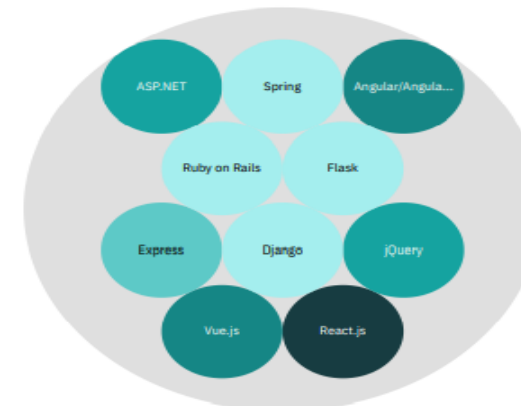 ASP.NET
Spring
Angular/Angula...
Ruby on Rails
Flask
Express
Django
jQuery
Vue.js
React.js